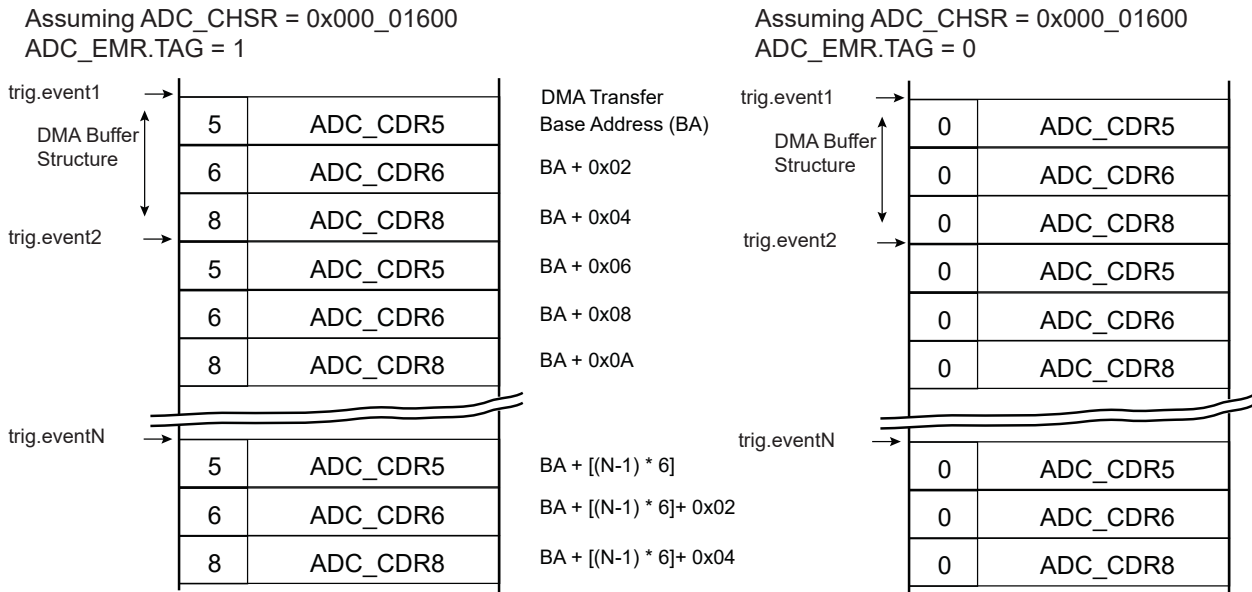 Assuming ADC_CHSR = 0x000_01600
ADC_EMR.TAG = 1
trig.event1
DMA Buffer
Structure
5 ADC_CDR5
6 ADC_CDR6
8 ADC_CDR8
trig.event2
5 ADC_CDR5
6 ADC_CDR6
8 ADC_CDR8
trig.eventN
5 ADC_CDR5
6 ADC_CDR6
8 ADC_CDR8
DMA Transfer
Base Address (BA)
BA + 0x02
BA + 0x04
BA + 0x06
BA + 0x08
BA + 0x0A
BA + [(N-1) * 6]
BA + [(N-1) * 6]+ 0x02
BA + [(N-1) * 6]+ 0x04
Assuming ADC_CHSR = 0x000_01600
ADC_EMR.TAG = 0
trig.event1
DMA Buffer
Structure
0 ADC_CDR5
0 ADC_CDR6
0 ADC_CDR8
trig.event2
0 ADC_CDR5
0 ADC_CDR6
0 ADC_CDR8
trig.eventN
0 ADC_CDR5
0 ADC_CDR6
0 ADC_CDR8